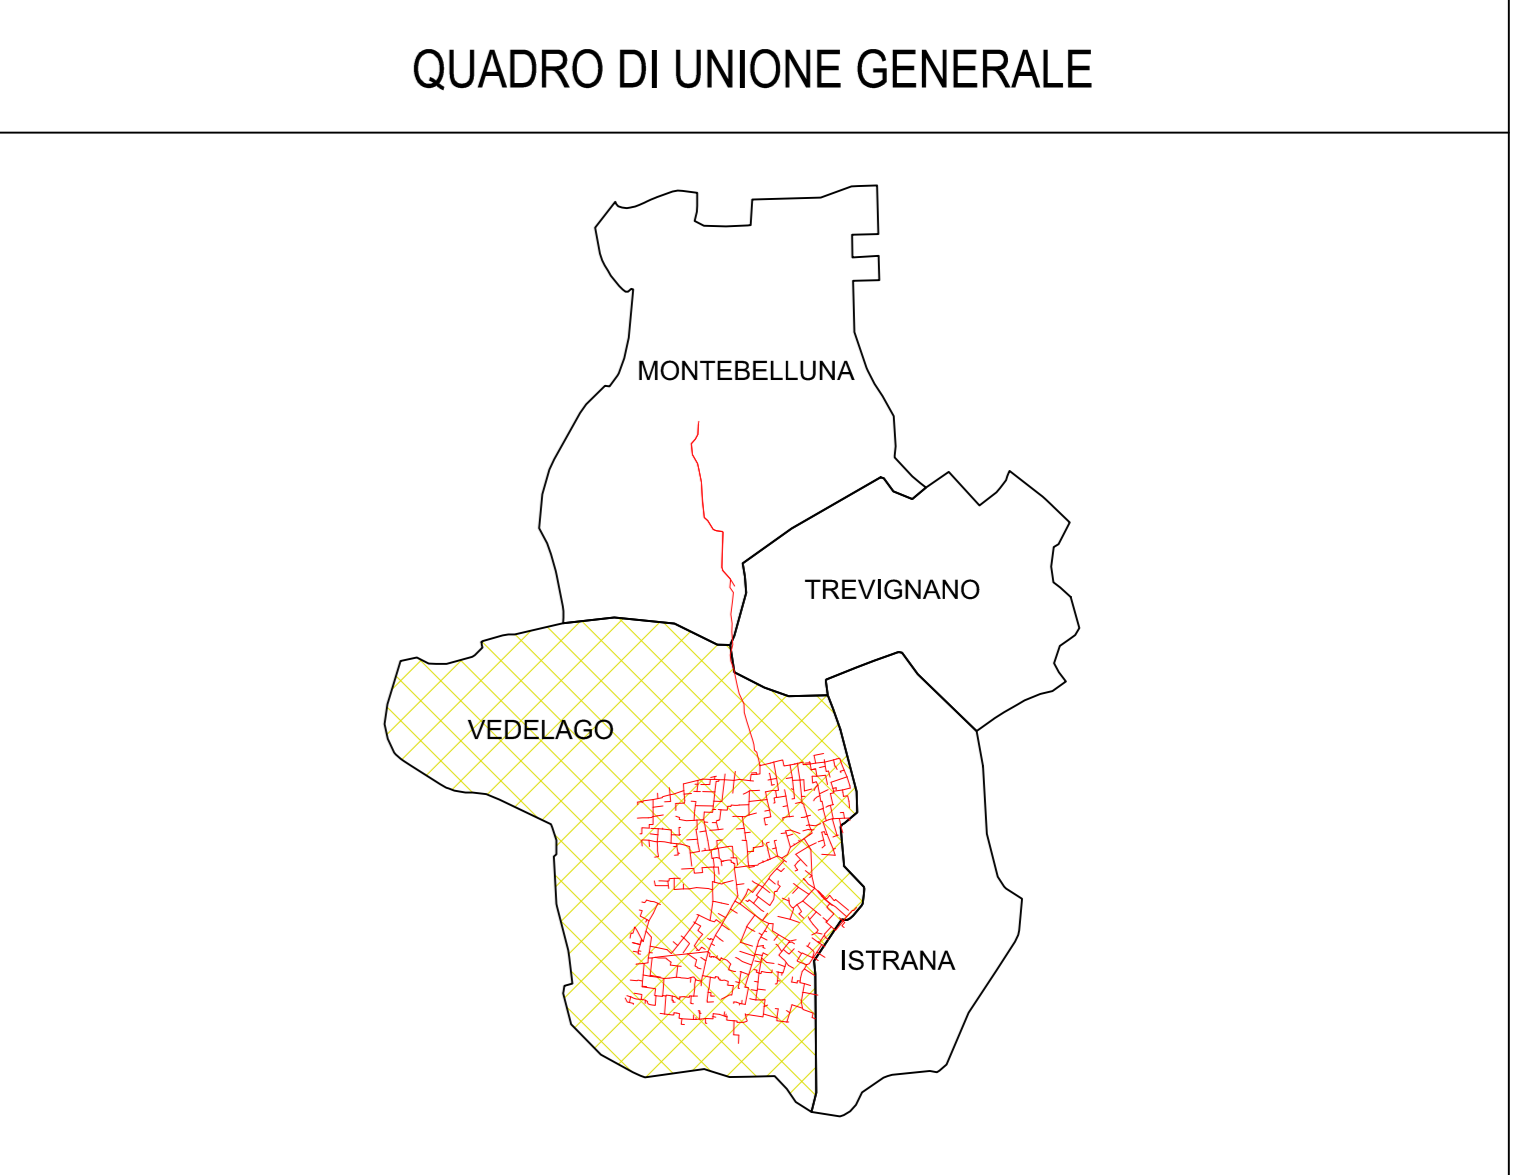 QUADRO DI UNIONE GENERALE
MONTEBELLUNA
TREVIGNANO
VEDELAGO
ISTRANA